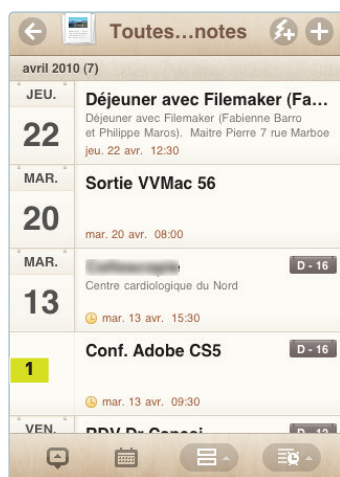 Toutes...notes
avril 2010 (7)
JEU.
22
Déjeuner avec Filemaker (Fa...
Déjeuner avec Filemaker (Fabienne Barro
et Philippe Maros). Maitre Pierre 7 rue Marboe
jeu. 22 avr. 12:30
MAR.
20
Sortie VVMac 56
mar. 20 avr. 08:00
MAR.
13
D - 16
Centre cardiologique du Nord
mar. 13 avr. 15:30
1
Conf. Adobe CS5
D - 16
mar. 13 avr. 09:30
VEN.
RDV Dr
D - 12